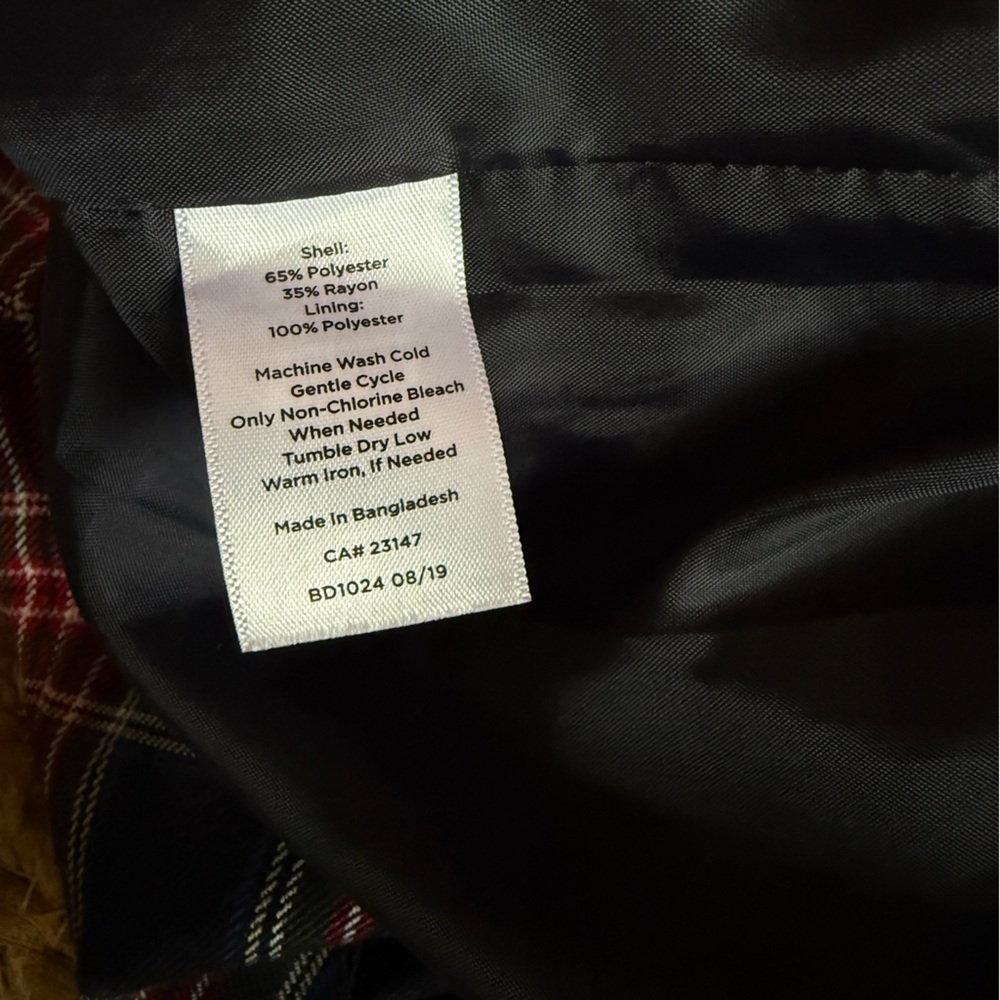 Shell:
65% Polyester
35% Rayon
Lining:
100% Polyester
Machine Wash Cold
Gentle Cycle
Only Non-Chlorine Bleach
When Needed
Tumble Dry Low
Warm Iron, If Needed
Made In Bangladesh
CA# 23147
BD1024 08/19